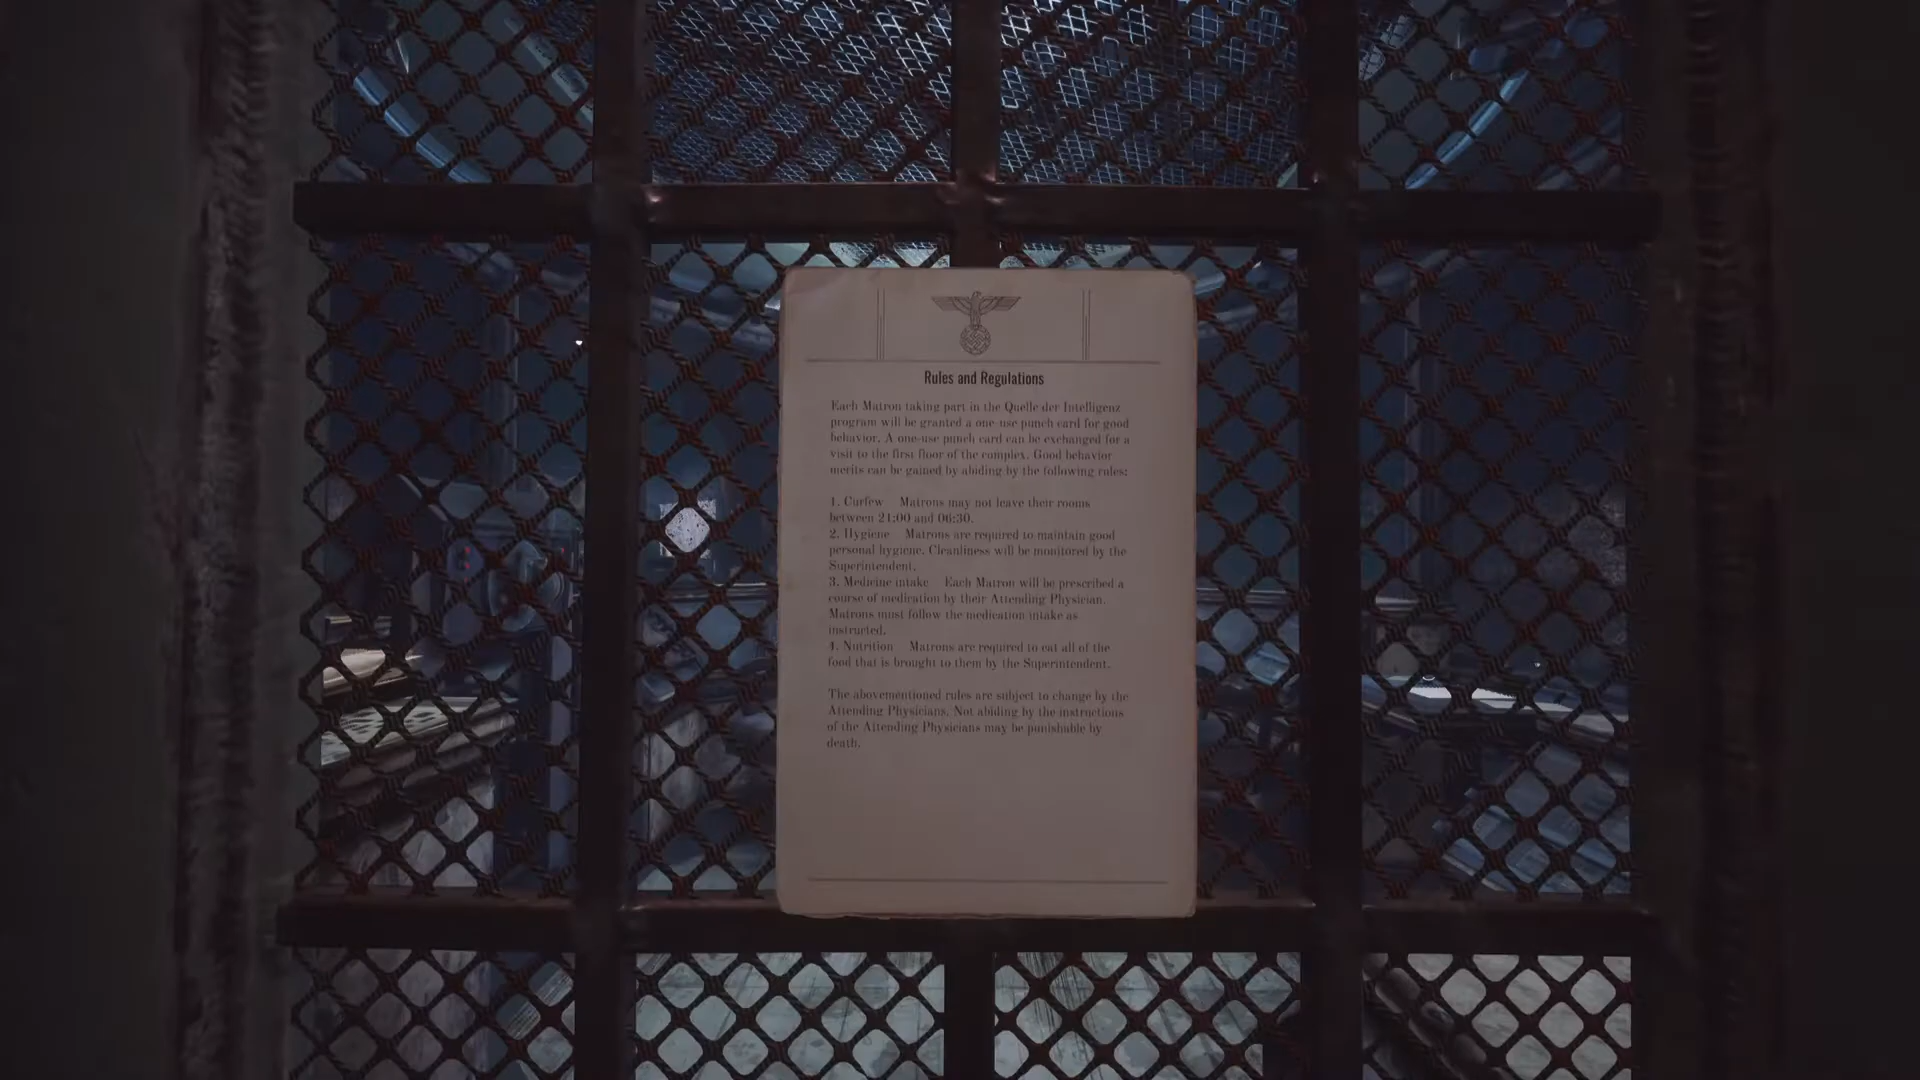 Rules and Regulations
Each Matron taking part in the Quelle der Intelligenz
program will be granted a one-use punch card for good
behavior. A one-use punch card can be exchanged for a
visit to the first floor of the complex. Good behavior
merits can be gained by abiding by the following rules:
1. Curfew Matrons may not leave their rooms
between 21:00 and 06:30.
2. Hygiene Matrons are required to maintain good
personal hygiene. Cleanliness will be monitored by the
Superintendent.
3. Medicine intake Each Matron will be prescribed a
course of medication by their Attending Physician.
Matrons must follow the medication intake as
instructed.
4. Nutrition Matrons are required to eat all of the
food that is brought to them by the Superintendent.
The abovementioned rules are subject to change by the
Attending Physicians. Not abiding by the instructions
of the Attending Physicians may be punishable by
death.